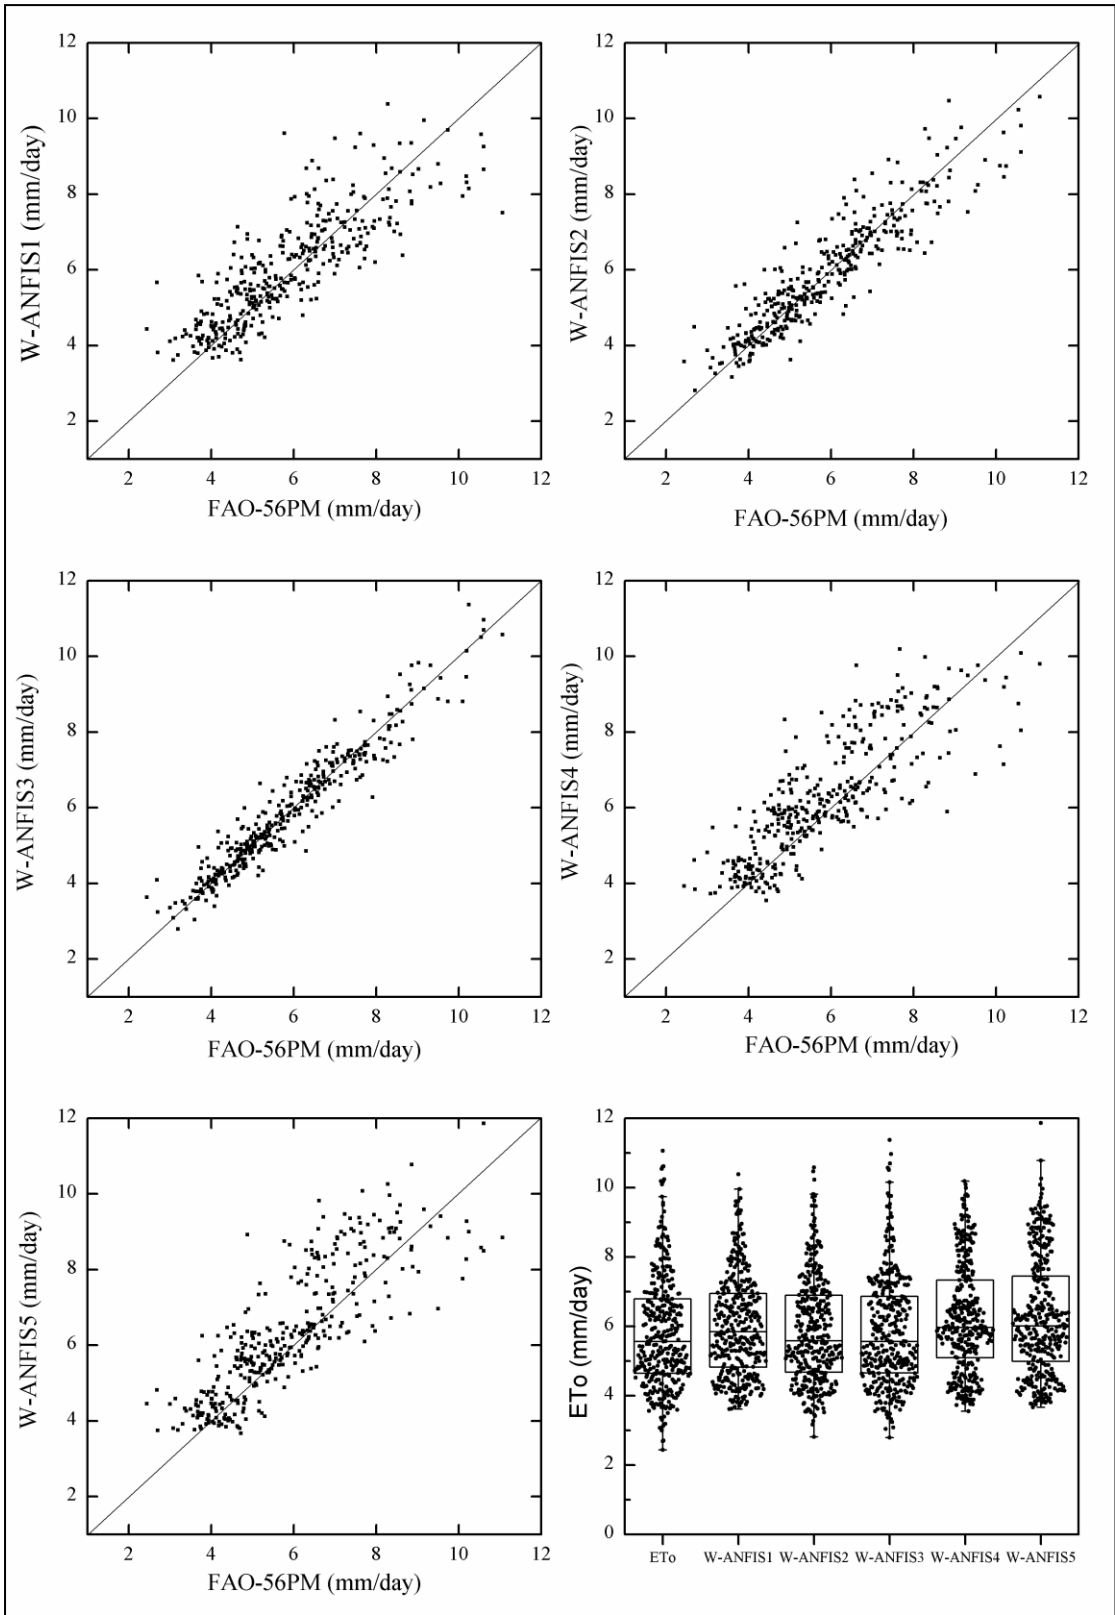 12
10
8
6
4
2
W-ANFIS1 (mm/day)
2 4 6 8 10 12
FAO-56PM (mm/day)
12
10
8
6
4
2
W-ANFIS2 (mm/day)
2 4 6 8 10 12
FAO-56PM (mm/day)
12
10
8
6
4
2
W-ANFIS3 (mm/day)
2 4 6 8 10 12
FAO-56PM (mm/day)
12
10
8
6
4
2
W-ANFIS4 (mm/day)
2 4 6 8 10 12
FAO-56PM (mm/day)
12
10
8
6
4
2
W-ANFIS5 (mm/day)
2 4 6 8 10 12
FAO-56PM (mm/day)
12
10
8
6
4
2
0
ETo (mm/day)
ETo W-ANFIS1 W-ANFIS2 W-ANFIS3 W-ANFIS4 W-ANFIS5